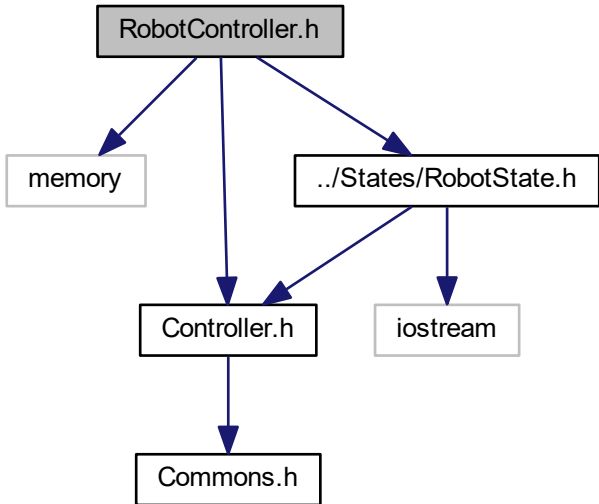 RobotController.h
memory
../States/RobotState.h
Controller.h
iostream
Commons.h